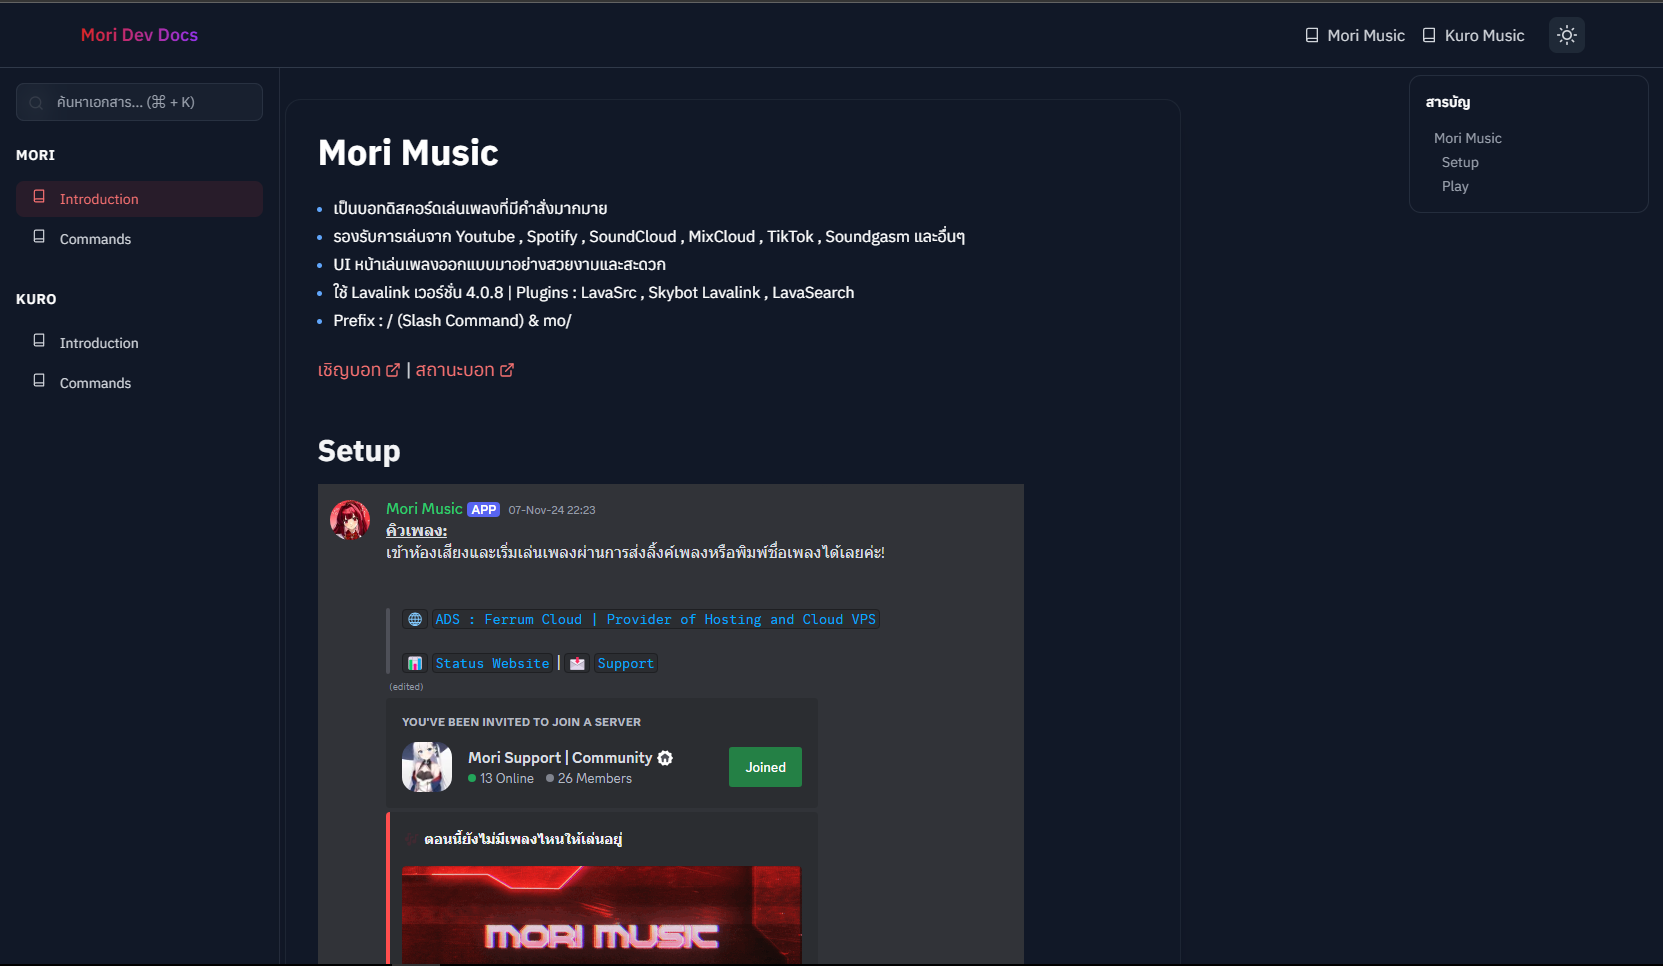 Mori Dev Docs
Mori Music
Kuro Music
ค้นหาเอกสาร... (⌘ + K)
MORI
Introduction
Commands
KURO
Introduction
Commands
Mori Music
เป็นบอทดิสคอร์ดเล่นเพลงที่มีคำสั่งมากมาย
รองรับการเล่นจาก Youtube , Spotify , SoundCloud , MixCloud , TikTok , Soundgasm และอื่นๆ
UI หน้าเล่นเพลงออกแบบมาอย่างสวยงามและสะดวก
ใช้ Lavalink เวอร์ชั่น 4.0.8 | Plugins : LavaSrc , Skybot Lavalink , LavaSearch
Prefix : / (Slash Command) & mo/
เชิญบอท | สถานะบอท
Setup
Mori Music APP 07-Nov-24 22:23
คิวเพลง:
เข้าห้องเสียงและเริ่มเล่นเพลงผ่านการส่งลิ้งค์เพลงหรือพิมพ์ชื่อเพลงได้เลยค่ะ!
ADS : Ferrum Cloud | Provider of Hosting and Cloud VPS
Status Website | Support
(edited)
YOU'VE BEEN INVITED TO JOIN A SERVER
Mori Support | Community
13 Online 26 Members
Joined
ตอนนี้ยังไม่มีเพลงไหนให้เล่นอยู่
MORI MUSIC
สารบัญ
Mori Music
Setup
Play